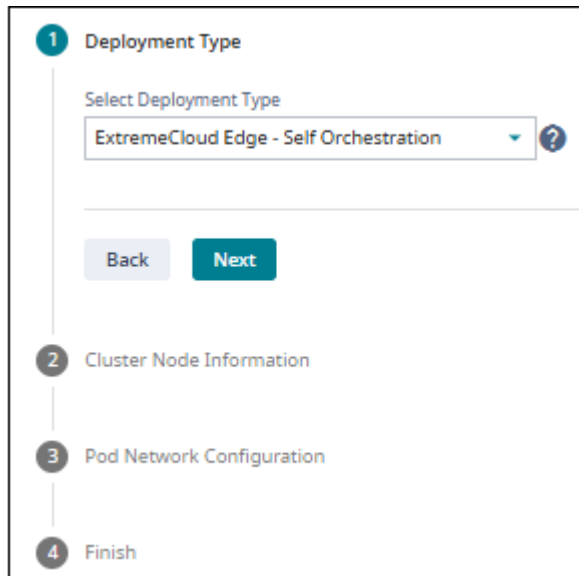 1 Deployment Type
Select Deployment Type
ExtremeCloud Edge - Self Orchestration ?
Back Next
2 Cluster Node Information
3 Pod Network Configuration
4 Finish